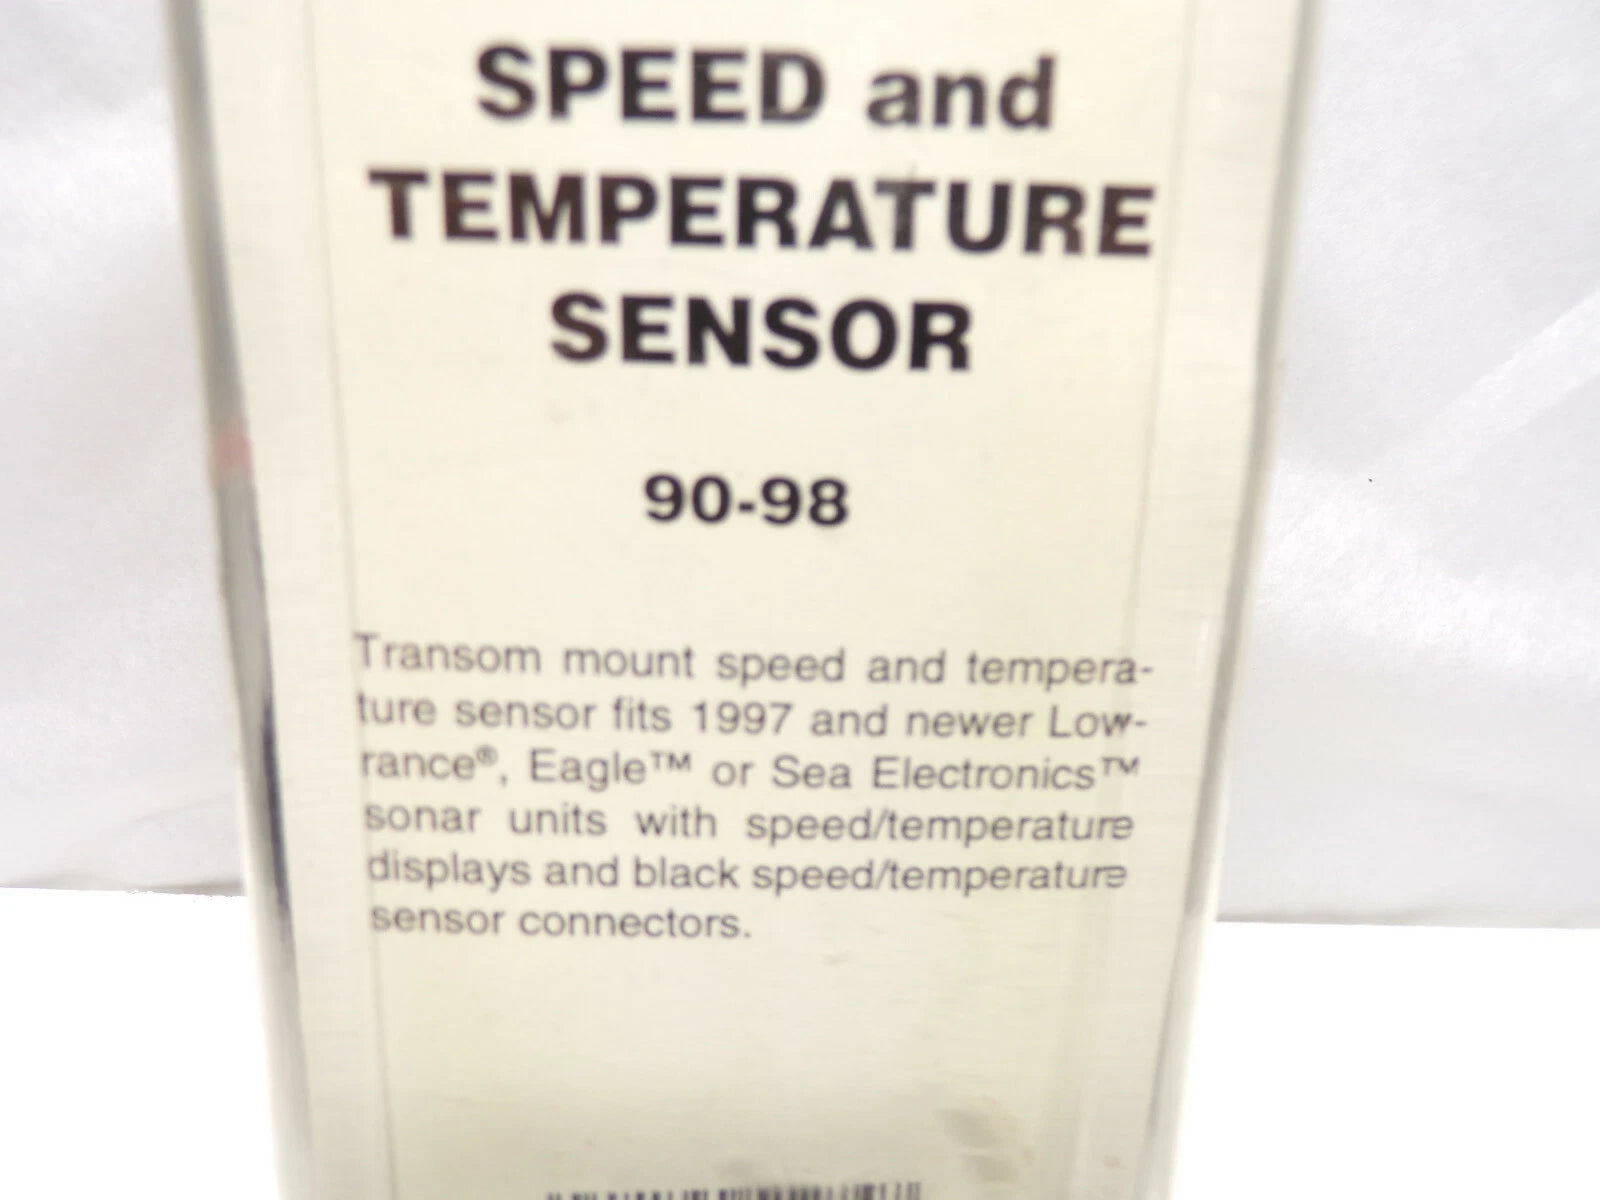 SPEED and
TEMPERATURE
SENSOR
90-98
Transom mount speed and tempera-
ture sensor fits 1997 and newer Low-
rance®, Eagle™ or Sea Electronics™
sonar units with speed/temperature
displays and black speed/temperature
sensor connectors.